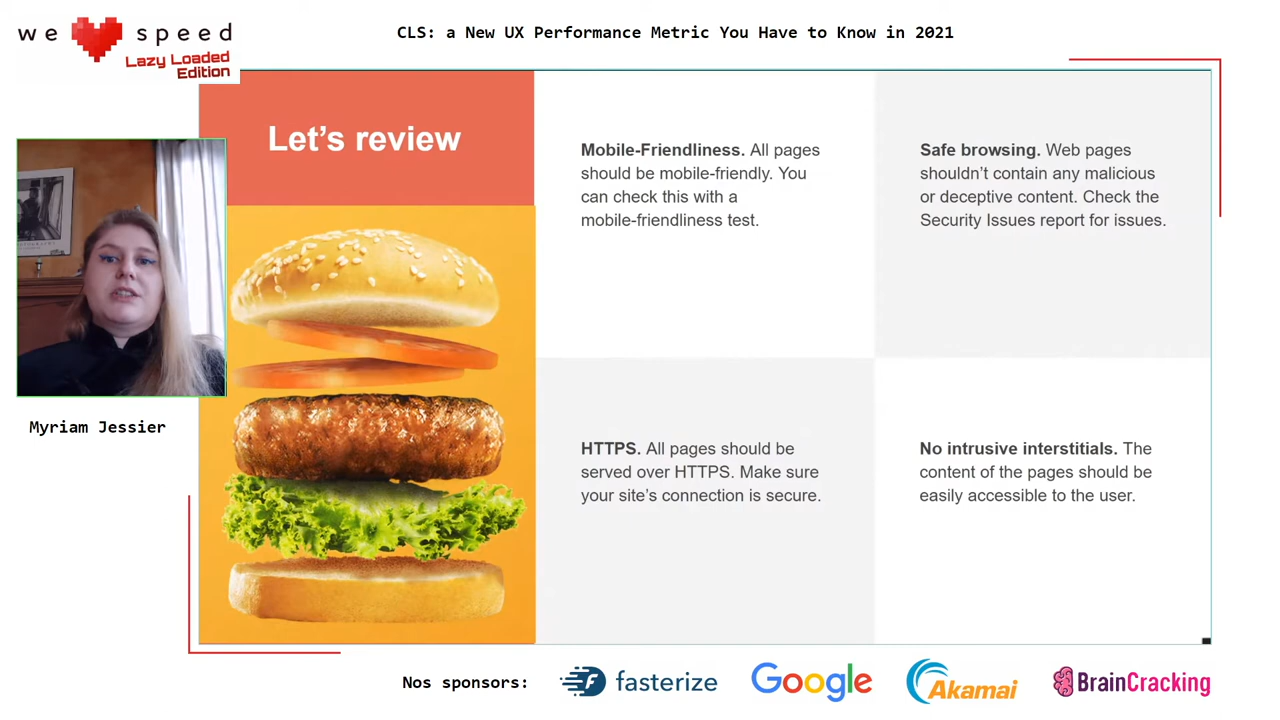 we speed
Lazy Loaded
Edition
CLS: a New UX Performance Metric You Have to Know in 2021
Let's review
Mobile-Friendliness. All pages
should be mobile-friendly. You
can check this with a
mobile-friendliness test.
Safe browsing. Web pages
shouldn't contain any malicious
or deceptive content. Check the
Security Issues report for issues.
Myriam Jessier
HTTPS. All pages should be
served over HTTPS. Make sure
your site's connection is secure.
No intrusive interstitials. The
content of the pages should be
easily accessible to the user.
Nos sponsors:
fasterize
Google
Akamai
BrainCracking